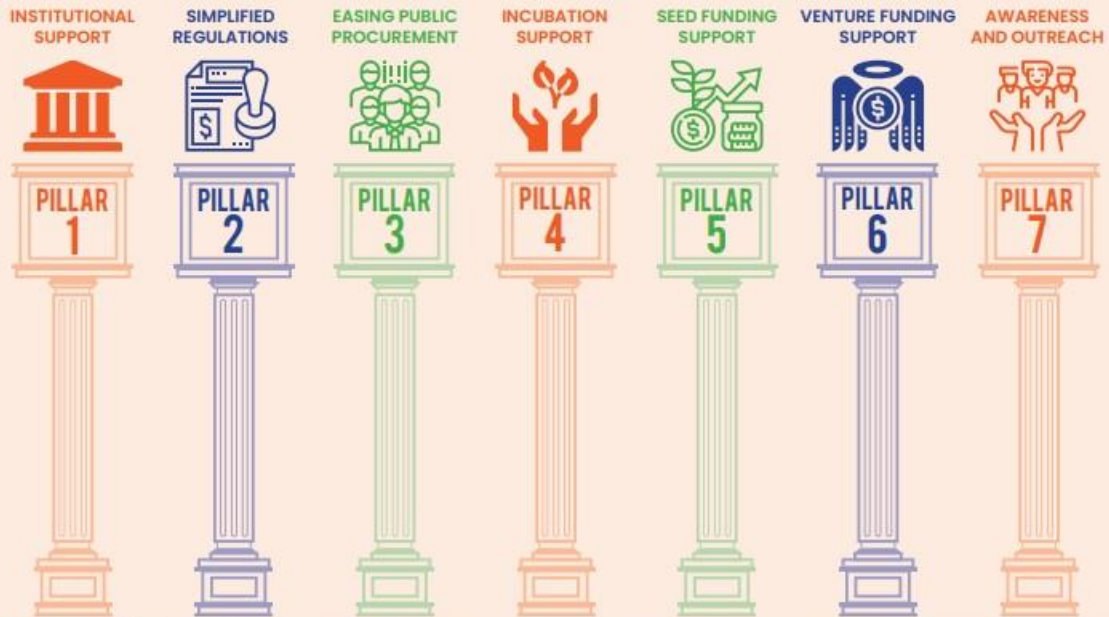 INSTITUTIONAL
SUPPORT
SIMPLIFIED
REGULATIONS
EASING PUBLIC
PROCUREMENT
INCUBATION
SUPPORT
SEED FUNDING
SUPPORT
VENTURE FUNDING
SUPPORT
AWARENESS
AND OUTREACH
$
$
$
PILLAR
1
PILLAR
2
PILLAR
3
PILLAR
4
PILLAR
5
PILLAR
6
PILLAR
7